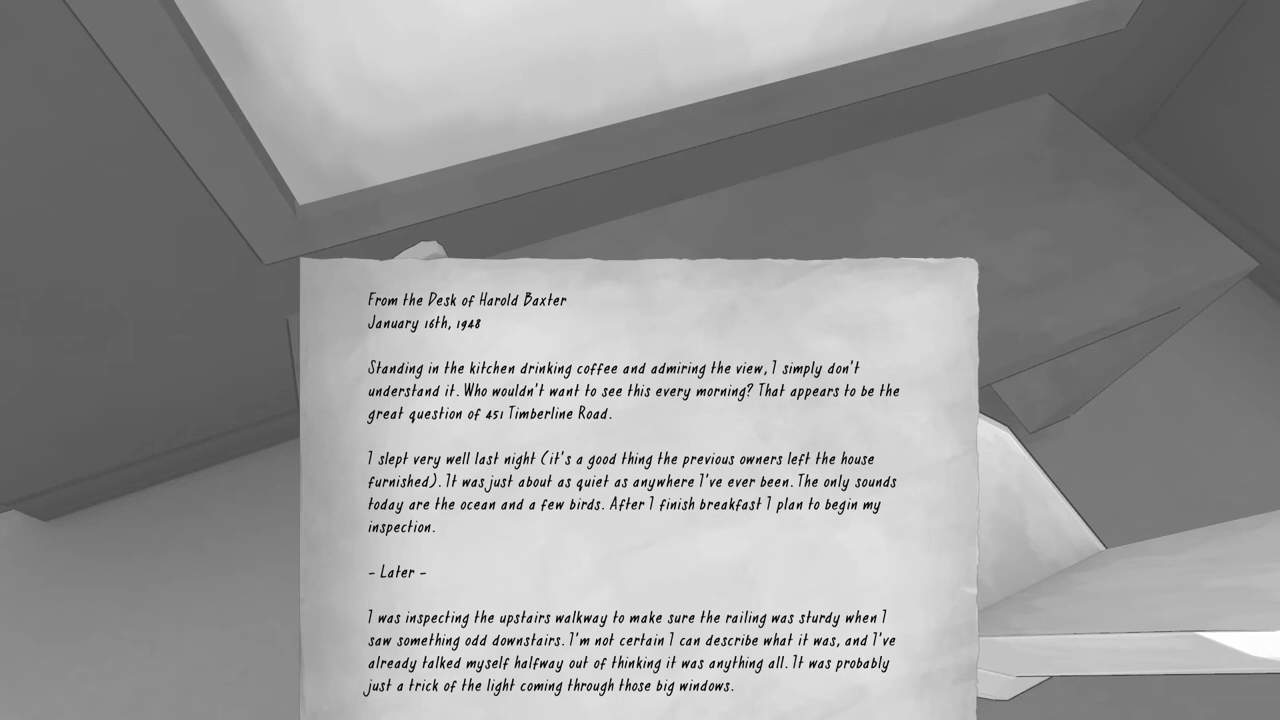 From the Desk of Harold Baxter
January 16th, 1948
Standing in the kitchen drinking coffee and admiring the view, I simply don't
understand it. Who wouldn't want to see this every morning? That appears to be the
great question of 451 Timberline Road.
I slept very well last night (it's a good thing the previous owners left the house
furnished). It was just about as quiet as anywhere I've ever been. The only sounds
today are the ocean and a few birds. After I finish breakfast I plan to begin my
inspection.
- Later -
I was inspecting the upstairs walkway to make sure the railing was sturdy when I
saw something odd downstairs. I'm not certain I can describe what it was, and I've
already talked myself halfway out of thinking it was anything all. It was probably
just a trick of the light coming through those big windows.